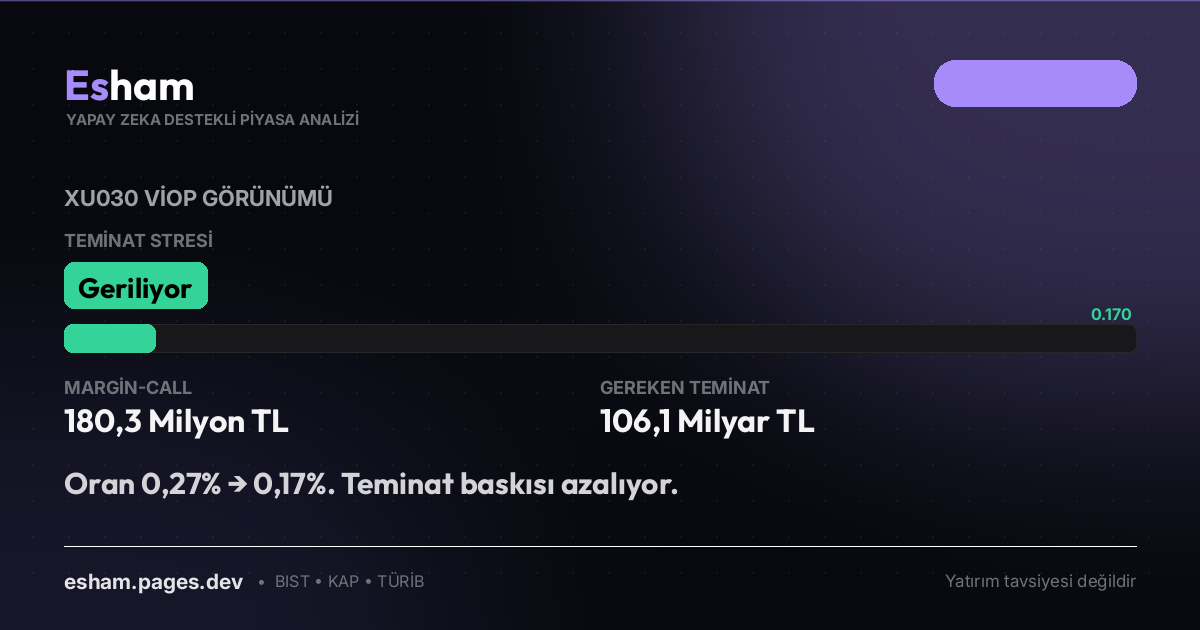 Esham
YAPAY ZEKA DESTEKLİ PİYASA ANALİZİ
XU030 VİOP GÖRÜNÜMÜ
TEMİNAT STRESİ
Geriliyor
0.170
MARGİN-CALL
GEREKEN TEMİNAT
180,3 Milyon TL
106,1 Milyar TL
Oran 0,27% → 0,17%. Teminat baskısı azalıyor.
esham.pages.dev • BIST • KAP • TÜRİB
Yatırım tavsiyesi değildir